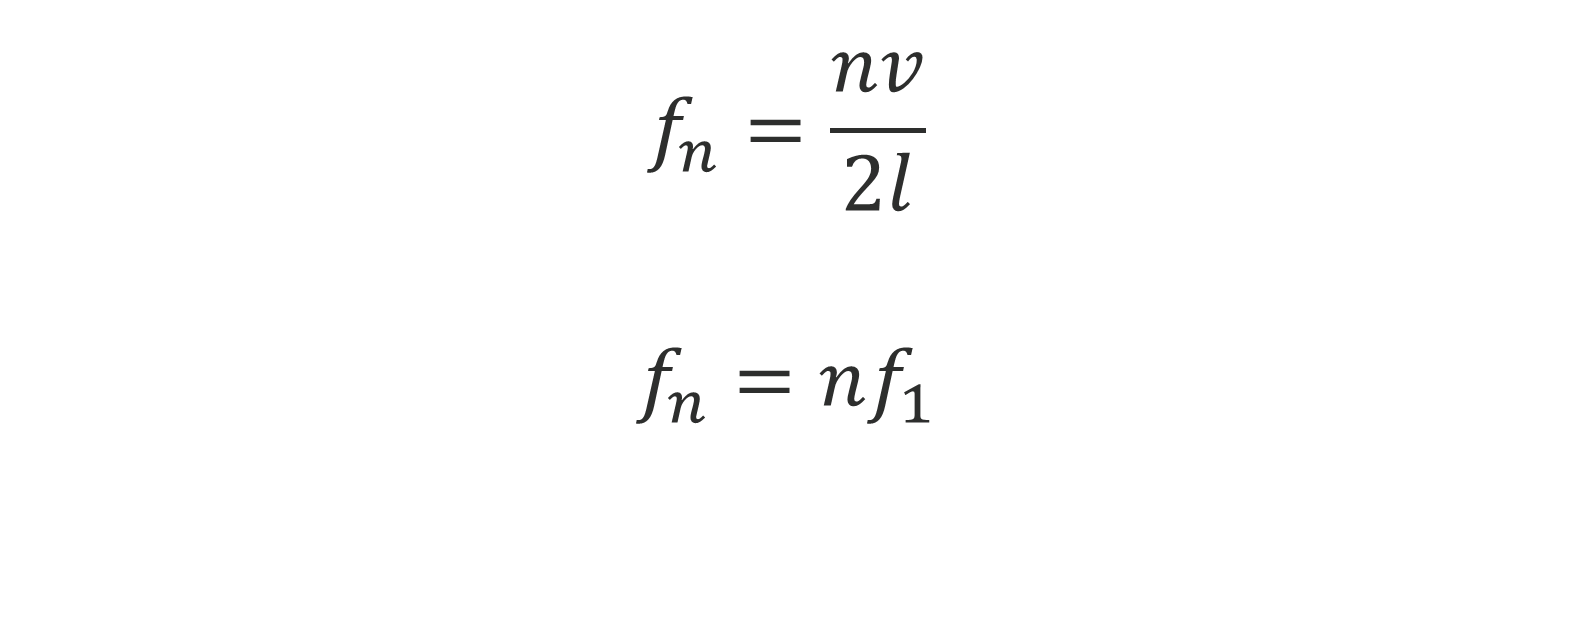 fₙ = nv/2l
fₙ = nf₁